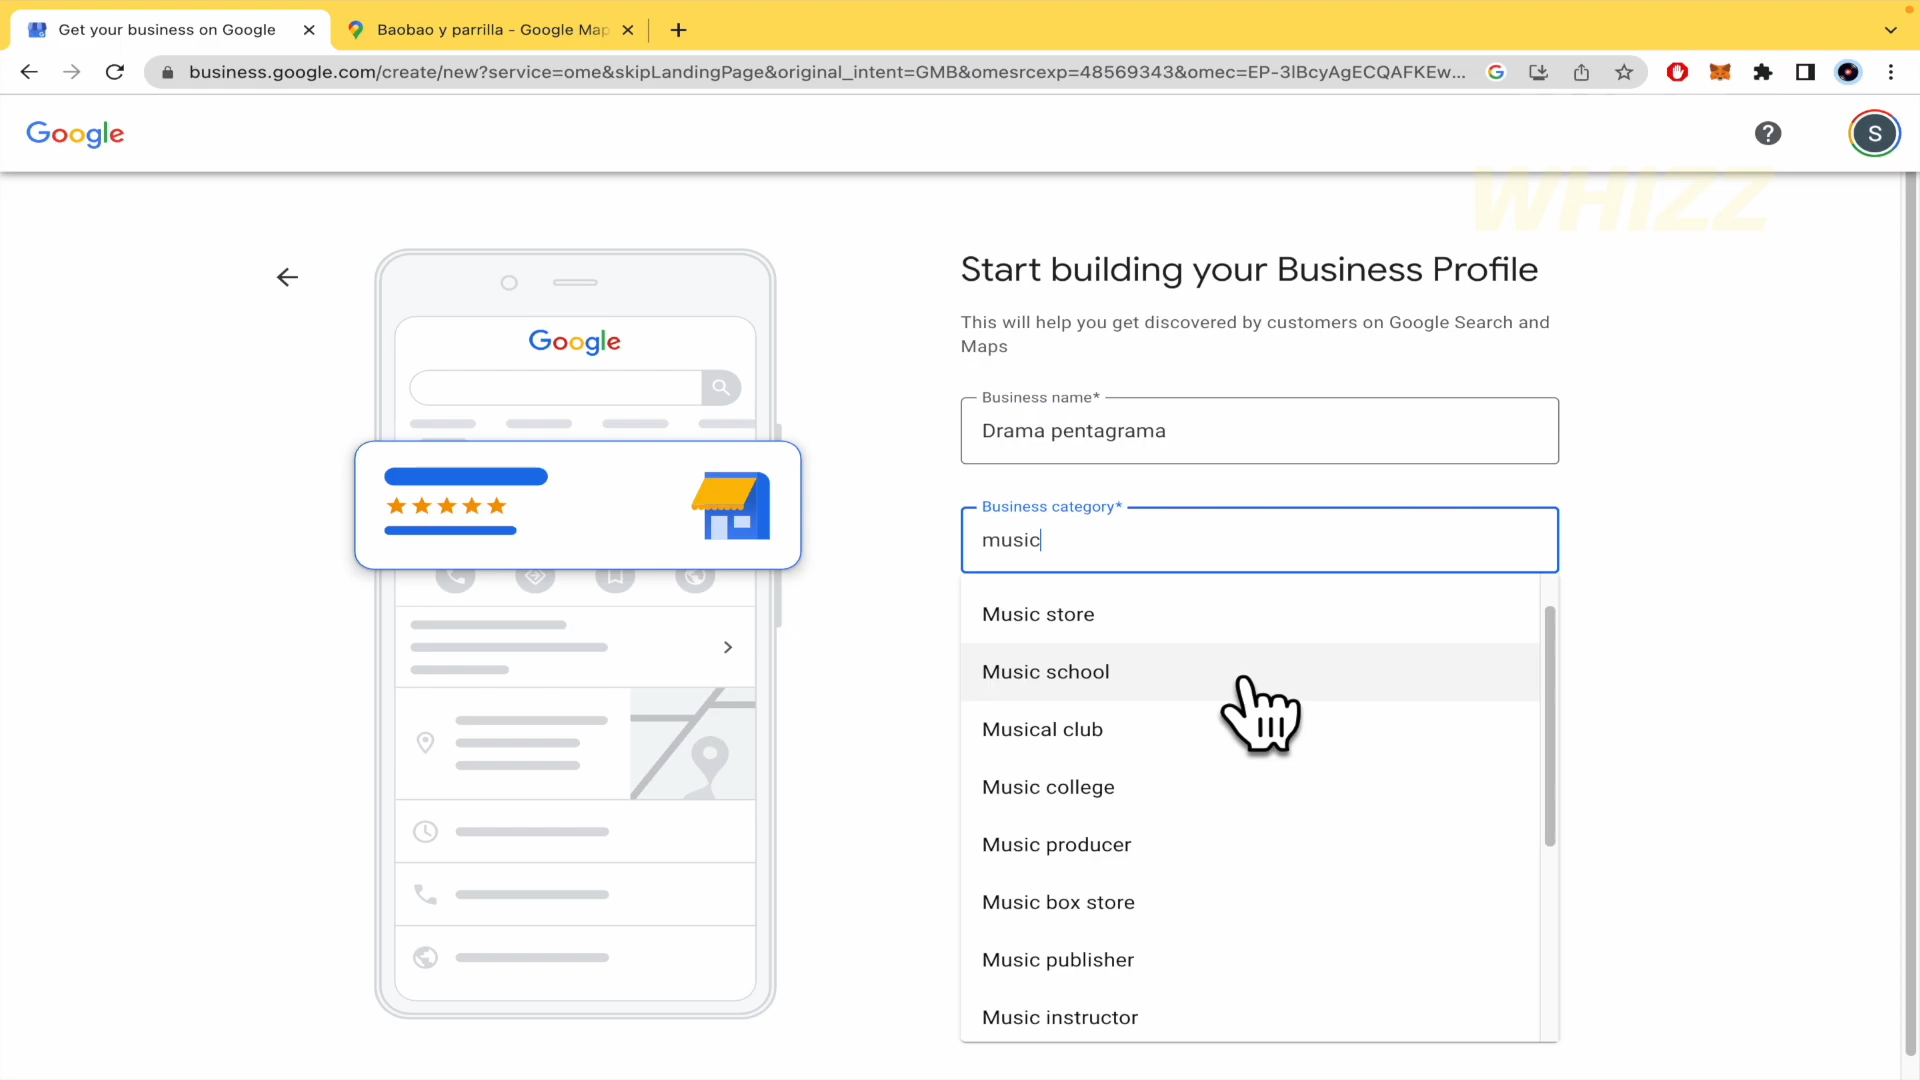 Get your business on Google
Baobao y parrilla - Google Map
business.google.com/create/new?service=ome&skipLandingPage&original_intent=GMB&omesrcexp=48569343&omec=EP-3lBcyAgECQAFKEw...
Google
S
WHIZZ
Start building your Business Profile
This will help you get discovered by customers on Google Search and
Maps
Google
Business name*
Drama pentagrama
Business category*
music
Music store
Music school
Musical club
Music college
Music producer
Music box store
Music publisher
Music instructor